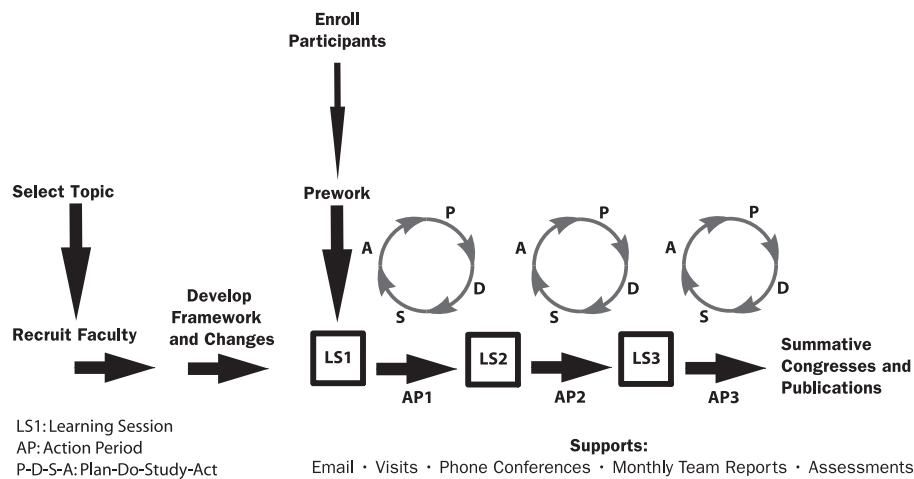 Enroll
Participants
Select Topic
Prework
P
A
D
S
P
A
D
S
P
A
D
S
Recruit Faculty
Develop
Framework
and Changes
LS1
LS2
LS3
AP1
AP2
AP3
Summative
Congresses and
Publications
LS1: Learning Session
AP: Action Period
P-D-S-A: Plan-Do-Study-Act
Supports:
Email · Visits · Phone Conferences · Monthly Team Reports · Assessments